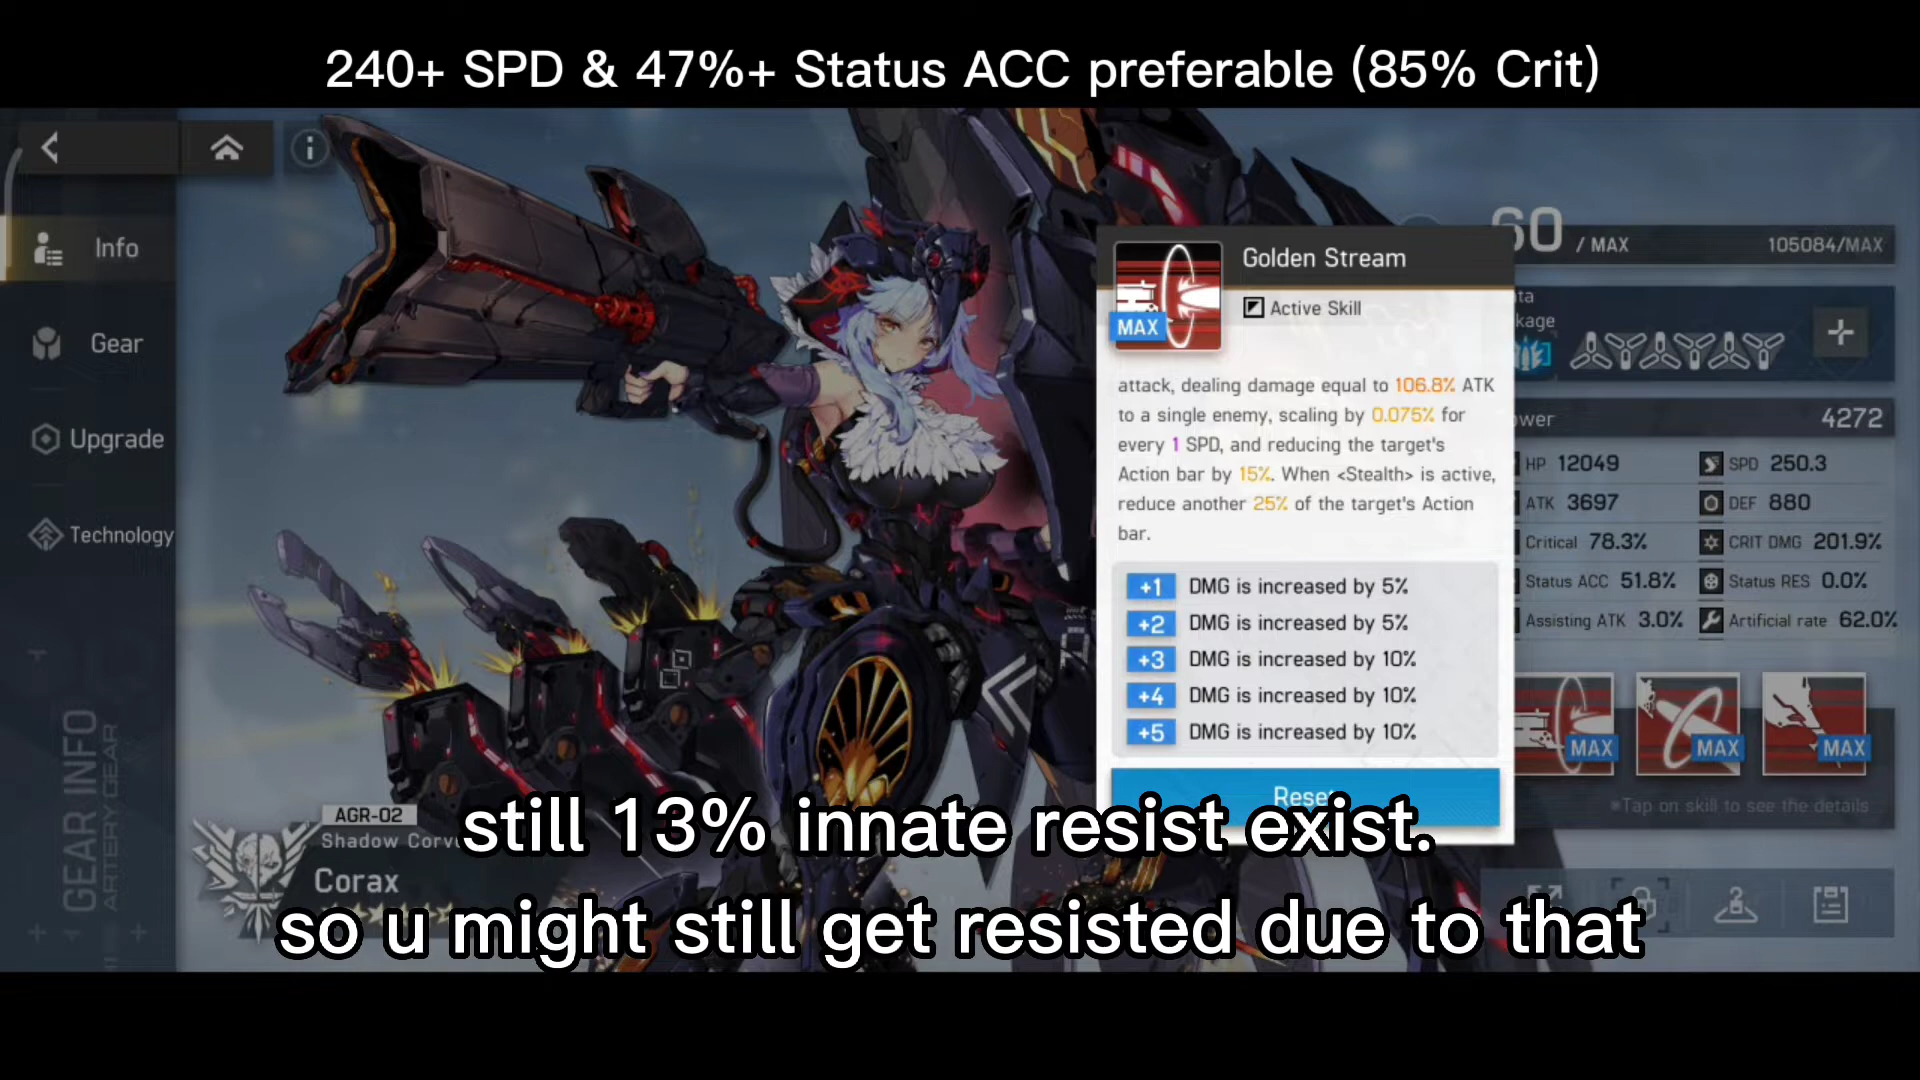 240+ SPD & 47%+ Status ACC preferable (85% Crit)
Info
Gear
Upgrade
Technology
GEAR INFO
ARTERY GEAR
60 / MAX
105084/MAX
Golden Stream
Active Skill
MAX
attack, dealing damage equal to 106.8% ATK
to a single enemy, scaling by 0.075% for
every 1 SPD, and reducing the target's
Action bar by 15%. When <Stealth> is active,
reduce another 25% of the target's Action
bar.
+1 DMG is increased by 5%
+2 DMG is increased by 5%
+3 DMG is increased by 10%
+4 DMG is increased by 10%
+5 DMG is increased by 10%
4272
HP 12049 SPD 250.3
ATK 3697 DEF 880
Critical 78.3% CRIT DMG 201.9%
Status ACC 51.8% Status RES 0.0%
Assisting ATK 3.0% Artificial rate 62.0%
MAX MAX MAX
*Tap on skill to see the details
AGR-02
Shadow Corv
Corax
still 13% innate resist exist.
so u might still get resisted due to that